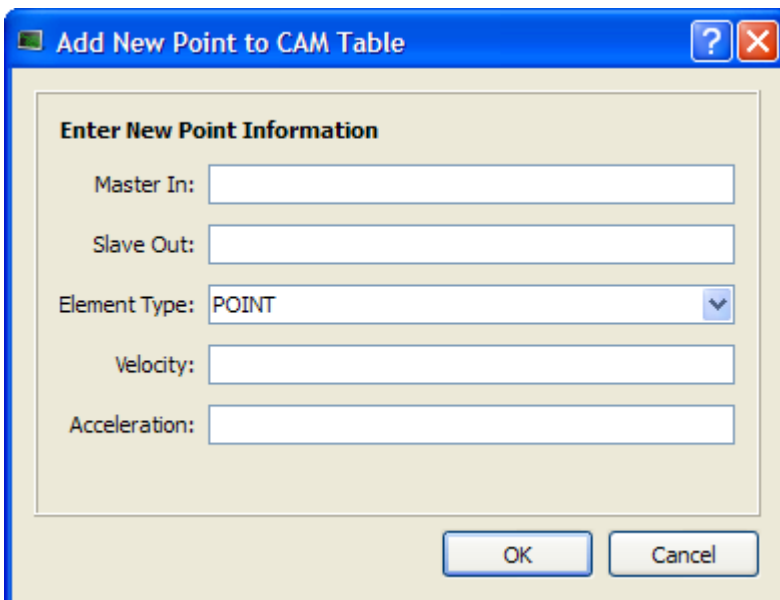 Add New Point to CAM Table
?
Enter New Point Information
Master In:
Slave Out:
Element Type: POINT
Velocity:
Acceleration:
OK Cancel